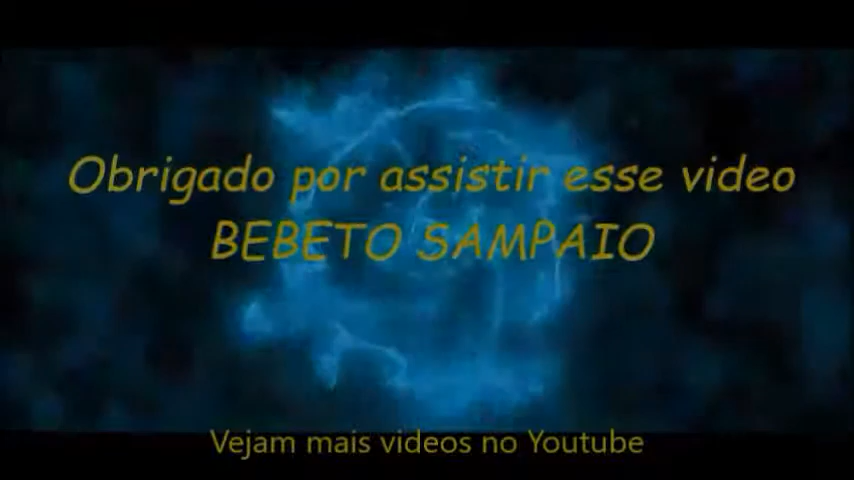 Obrigado por assistir esse video
BEBETO SAMPAIO
Vejam mais videos no Youtube